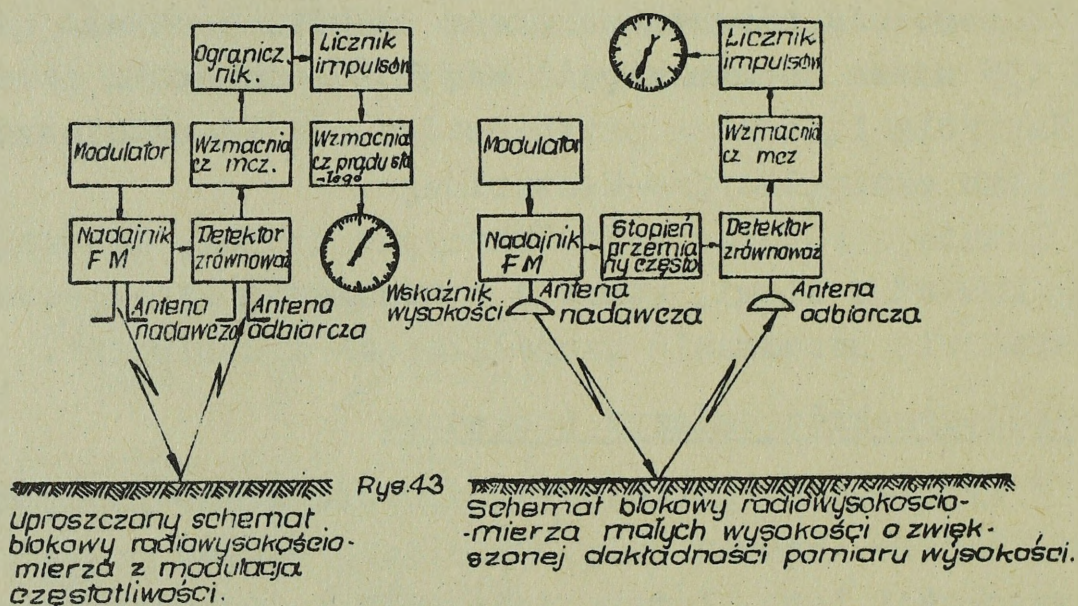 Ogranicz.
nik.
Licznik
impulsów
Modulator
Wzmacnia
cz mcz.
Wzmacnia
cz prądu sta
-łego
Nadajnik
FM
Detektor
zrównoważ
Antena
nadawcza
Antena
odbiorcza
Wskaźnik
wysokości
Uproszczony schemat.
blokowy radiowysokościo-
mierza z modulacja
częstotliwości.
Rys.43
Licznik
impulsów
Modulator
Wzmacnia
cz mcz
Nadajnik
FM
Stopień
przemia
ny często
Detektor
zrównoważ
Antena
nadawcza
Antena
odbiorcza
Schemat blokowy radiowysokościo-
-mierza małych wysokości o zwięk-
szonej dokładności pomiaru wysokości.